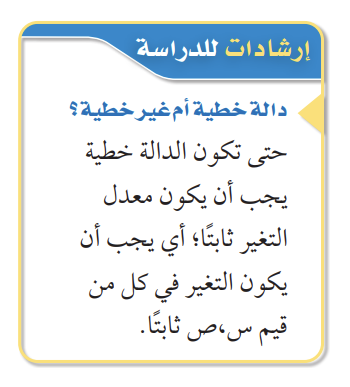 إرشادات للدراسة
دالة خطية أم غير خطية؟
حتى تكون الدالة خطية
يجب أن يكون معدل
التغير ثابتًا؛ أي يجب أن
يكون التغير في كل من
قيم س،ص ثابتًا.